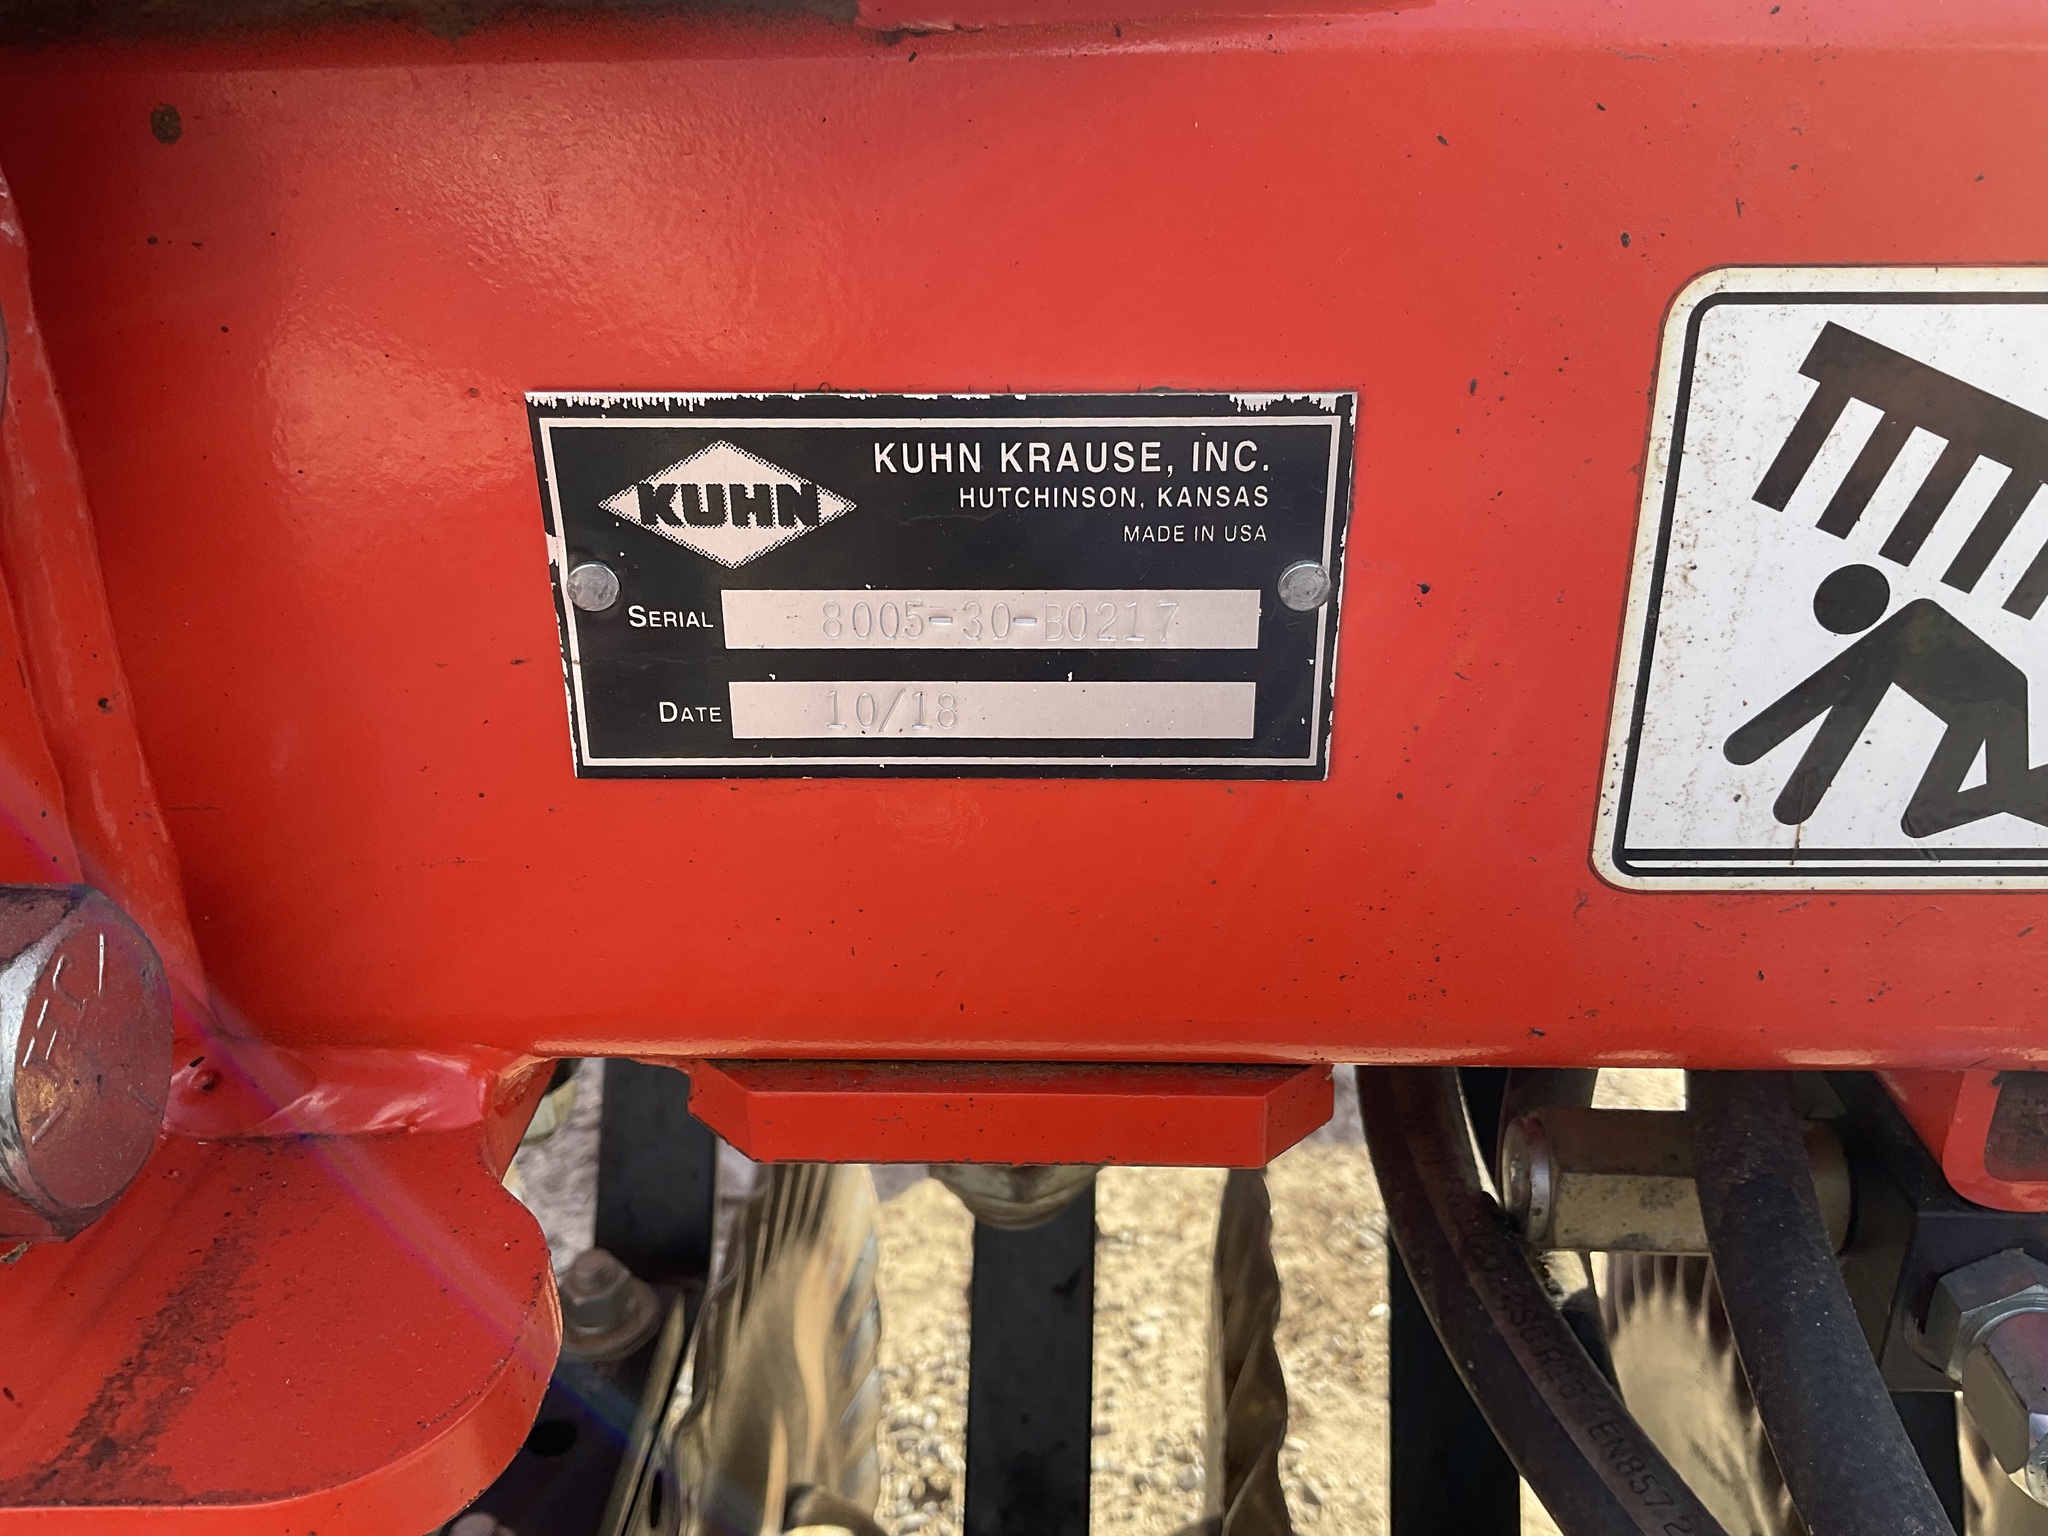 KUHN
KUHN KRAUSE, INC.
HUTCHINSON, KANSAS
MADE IN USA
SERIAL 8005-30-B0217
DATE 10/18